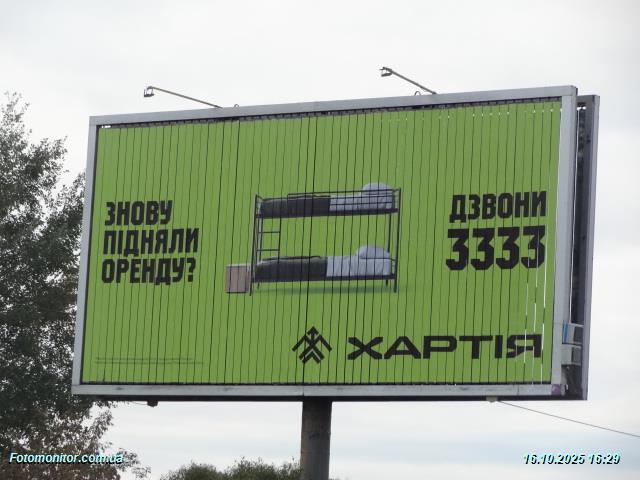 ЗНОВУ
ПІДНЯЛИ
ОРЕНДУ?
ДЗВОНИ
3333
ХАРТІЯ
Fotomonitor.com.ua
16.10.2025 16:29